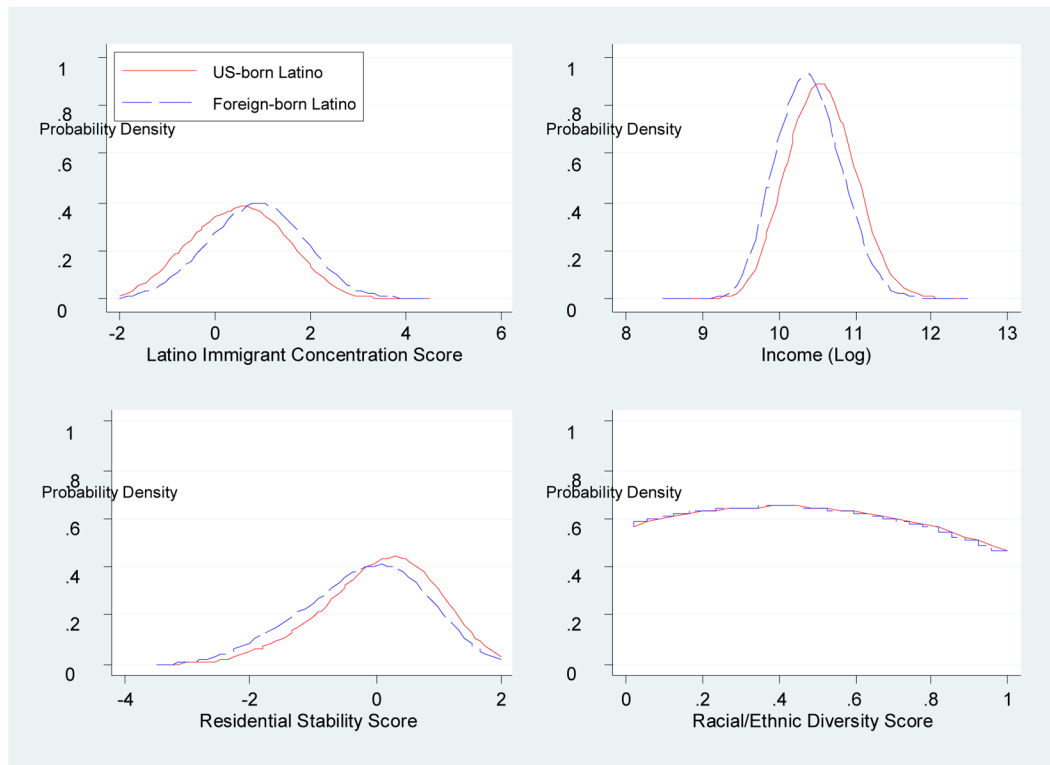 1
US-born Latino
Foreign-born Latino
.8
Probability Density
.6
.4
.2
0
-2 0 2 4 6
Latino Immigrant Concentration Score
1
.8
Probability Density
.6
.4
.2
0
8 9 10 11 12 13
Income (Log)
1
.8
Probability Density
.6
.4
.2
0
-4 -2 0 2
Residential Stability Score
1
.8
Probability Density
.6
.4
.2
0
0 .2 .4 .6 .8 1
Racial/Ethnic Diversity Score